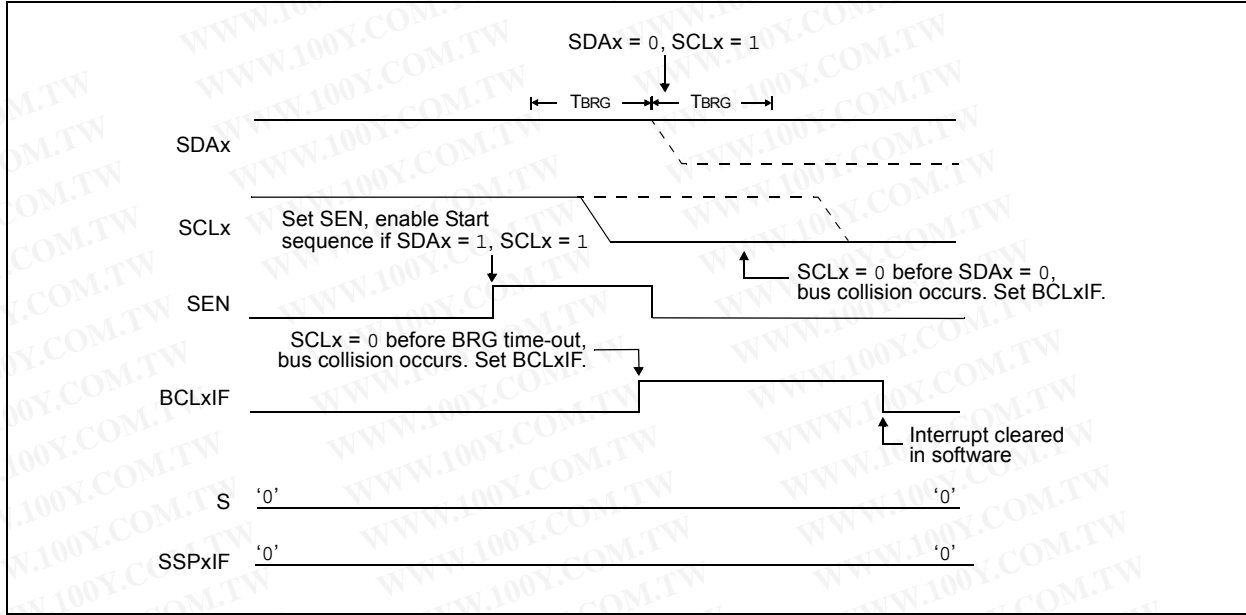 SDAx = 0, SCLx = 1
TBRG TBRG
SDAx
SCLx
Set SEN, enable Start
sequence if SDAx = 1, SCLx = 1
SCLx = 0 before SDAx = 0,
bus collision occurs. Set BCLxIF.
SEN
SCLx = 0 before BRG time-out,
bus collision occurs. Set BCLxIF.
BCLxIF
Interrupt cleared
in software
S ‘0’ ‘0’
SSPxIF ‘0’ ‘0’
WWW.100Y.COM.TW